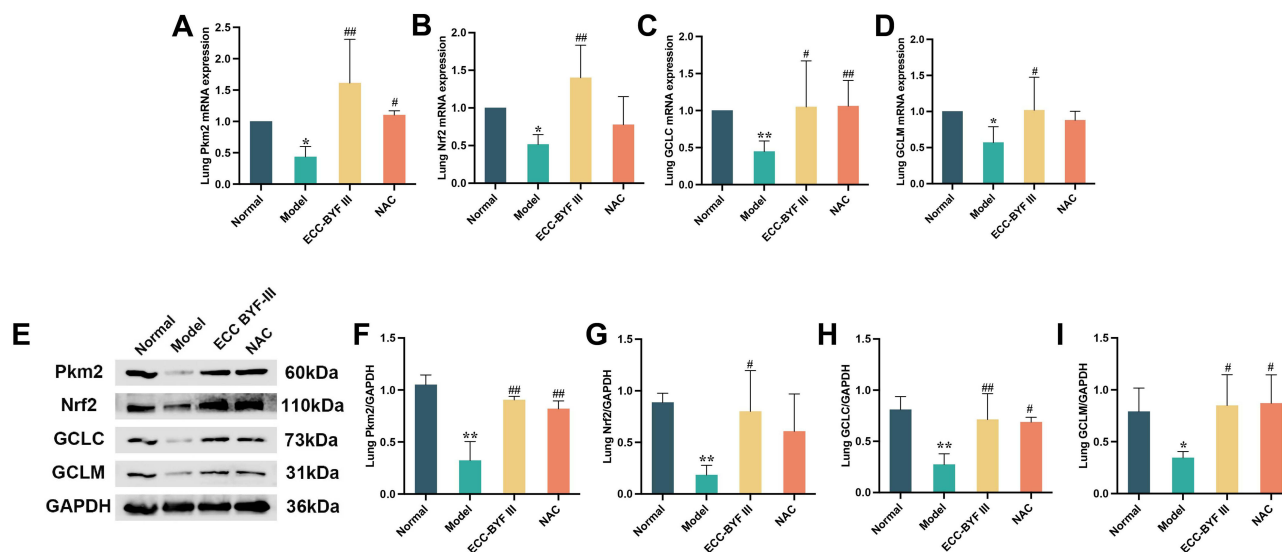 A
Lung Pkm2 mRNA expression
2.5
2.0
1.5
1.0
0.5
0.0
*
##
#
Normal
Model
ECC-BYF III
NAC
B
Lung Nrf2 mRNA expression
2.0
1.5
1.0
0.5
0.0
*
##
Normal
Model
ECC-BYF III
NAC
C
Lung GCLC mRNA expression
2.0
1.5
1.0
0.5
0.0
**
#
##
Normal
Model
ECC-BYF III
NAC
D
Lung GCLM mRNA expression
2.0
1.5
1.0
0.5
0.0
*
#
Normal
Model
ECC-BYF III
NAC
E
Normal
Model
ECC BYF-III
NAC
Pkm2 60kDa
Nrf2 110kDa
GCLC 73kDa
GCLM 31kDa
GAPDH 36kDa
F
Lung Pkm2/GAPDH
1.5
1.0
0.5
0.0
**
##
##
Normal
Model
ECC-BYF III
NAC
G
Lung Nrf2/GAPDH
1.5
1.0
0.5
0.0
**
#
Normal
Model
ECC-BYF III
NAC
H
Lung GCLC/GAPDH
1.5
1.0
0.5
0.0
**
##
#
Normal
Model
ECC-BYF III
NAC
I
Lung GCLM/GAPDH
1.5
1.0
0.5
0.0
*
#
#
Normal
Model
ECC-BYF III
NAC